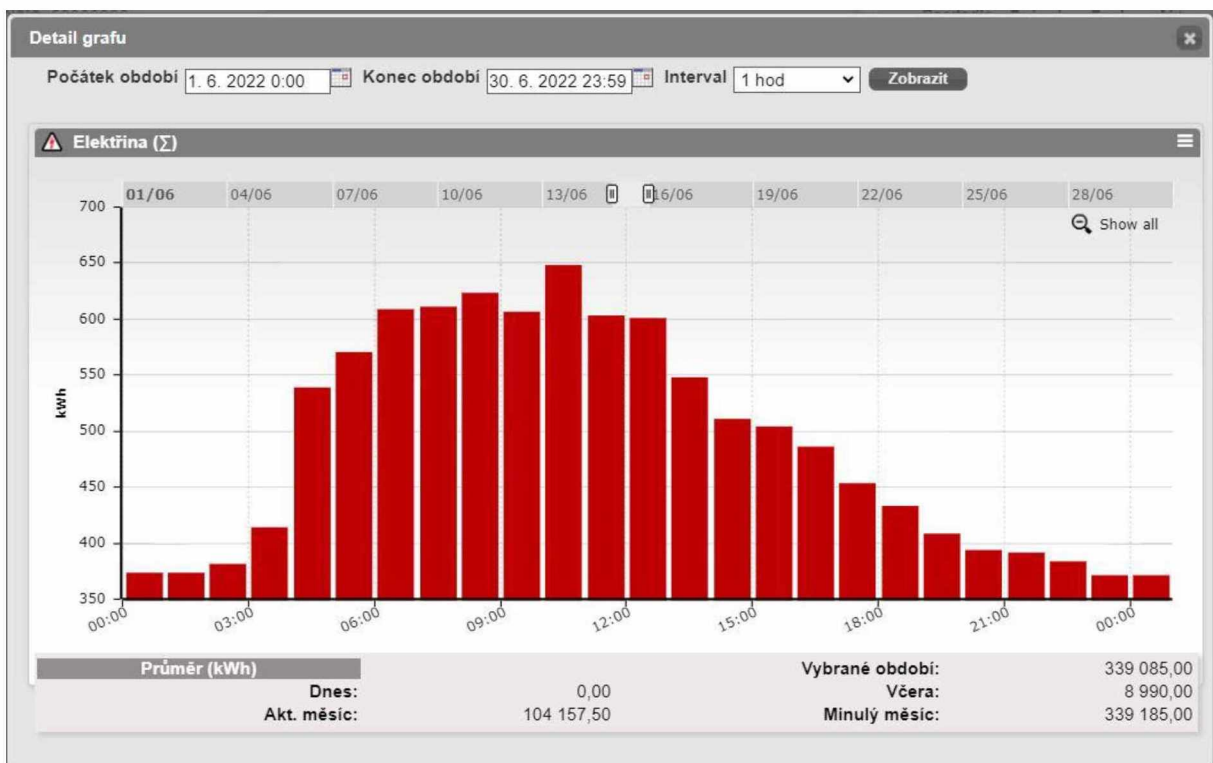 Detail grafu
Počátek období 1. 6. 2022 0:00 Konec období 30. 6. 2022 23:59 Interval 1 hod Zobrazit
Elektřina (∑)
01/06 04/06 07/06 10/06 13/06 16/06 19/06 22/06 25/06 28/06
Show all
700
650
600
550
500
450
400
350
kWh
00:00 03:00 06:00 09:00 12:00 15:00 18:00 21:00 00:00
Průměr (kWh) Vybrané období: 339 085,00
Dnes: 0,00 Včera: 8 990,00
Akt. měsíc: 104 157,50 Minulý měsíc: 339 185,00